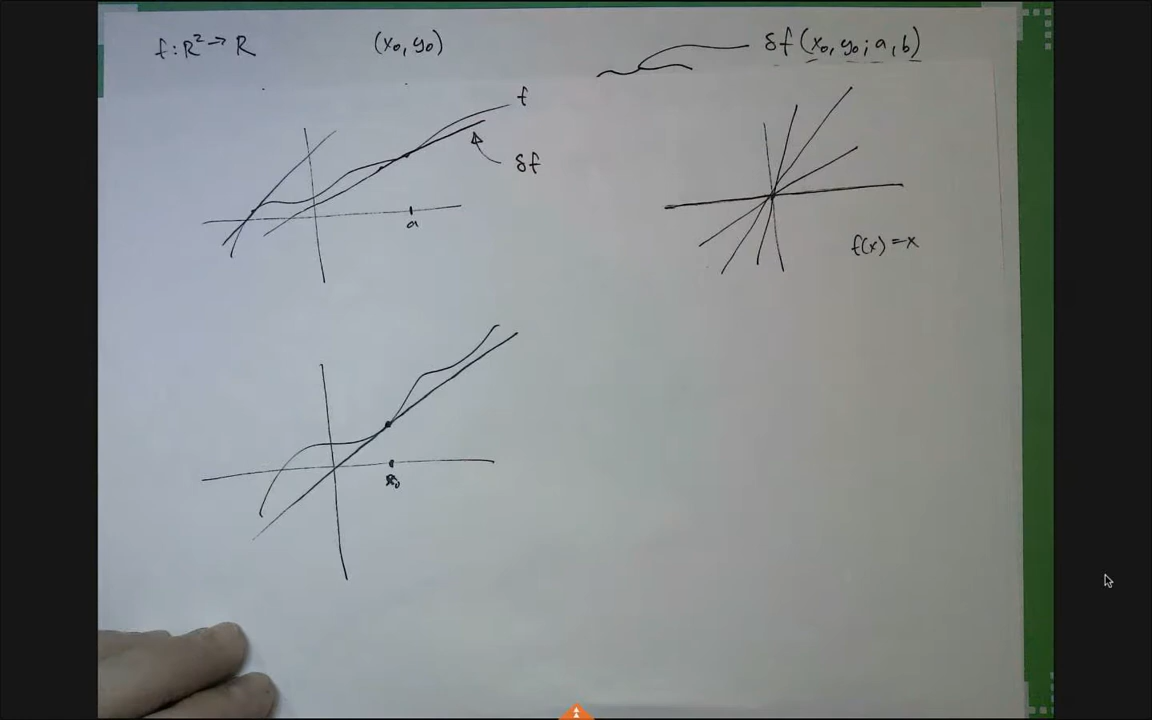 f : R² → R (x₀, y₀) δf(x₀, y₀; a, b)
f
δf
a
f(x) = x
x₀